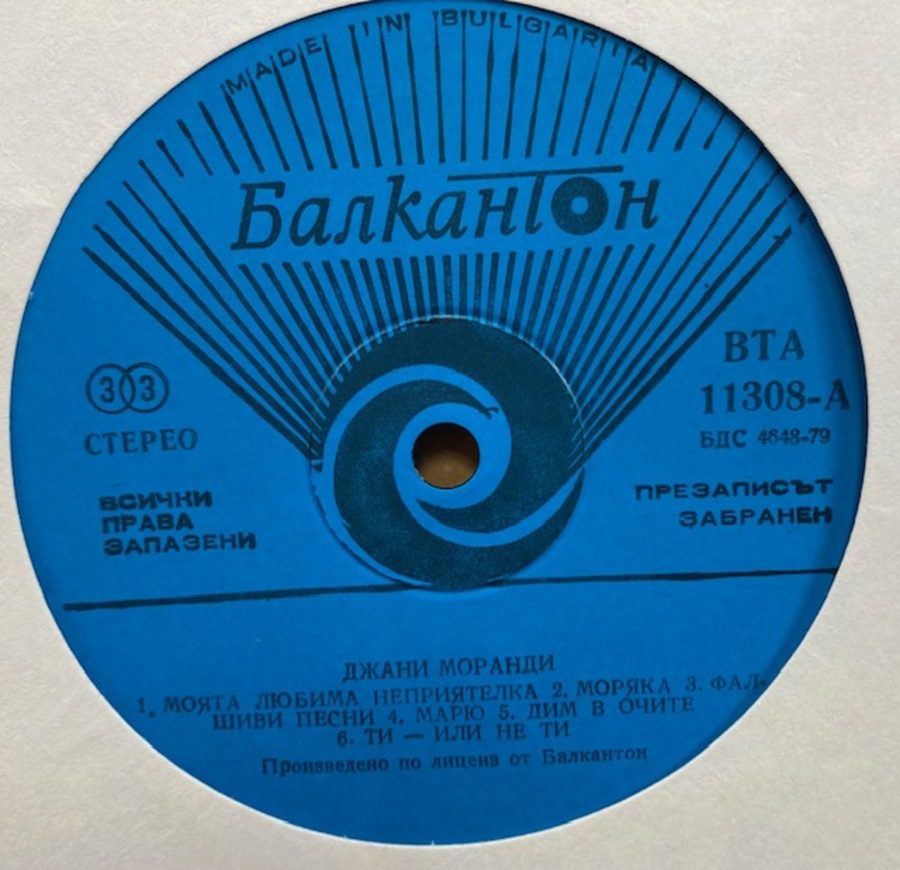 MADE IN BULGARIA
Балкантон
33
СТЕРЕО
ВСИЧКИ
ПРАВА
ЗАПАЗЕНИ
ВТА
11308-А
БДС 4648-79
ПРЕЗАПИСЪТ
ЗАБРАНЕН
ДЖАНИ МОРАНДИ
1. МОЯТА ЛЮБИМА НЕПРИЯТЕЛКА 2. МОРЯКА 3. ФАЛ-
ШИВИ ПЕСНИ 4. МАРЮ 5. ДИМ В ОЧИТЕ
6. ТИ — ИЛИ НЕ ТИ
Произведено по лиценз от Балкантон